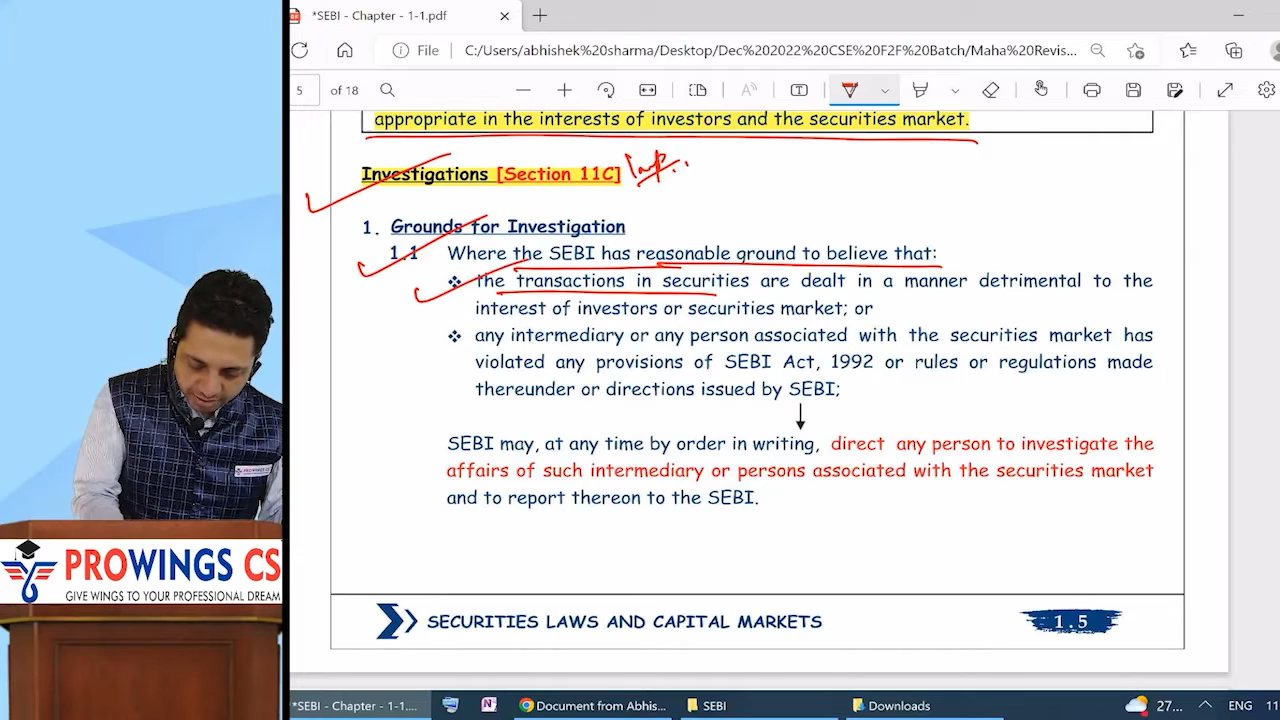 *SEBI - Chapter - 1-1.pdf
File C:/Users/abhishek%20sharma/Desktop/Dec%202022%20CSE%20F2F%20Batch/Maha%20Revis...
5 of 18
appropriate in the interests of investors and the securities market.
Investigations [Section 11C] Imp.
1. Grounds for Investigation
1.1 Where the SEBI has reasonable ground to believe that:
❖ the transactions in securities are dealt in a manner detrimental to the
interest of investors or securities market; or
❖ any intermediary or any person associated with the securities market has
violated any provisions of SEBI Act, 1992 or rules or regulations made
thereunder or directions issued by SEBI;
SEBI may, at any time by order in writing, direct any person to investigate the
affairs of such intermediary or persons associated with the securities market
and to report thereon to the SEBI.
SECURITIES LAWS AND CAPITAL MARKETS 1.5
PROWINGS CS
PROWINGS CS
GIVE WINGS TO YOUR PROFESSIONAL DREAM
*SEBI - Chapter - 1-1.... Document from Abhis... SEBI Downloads 27... ENG 11